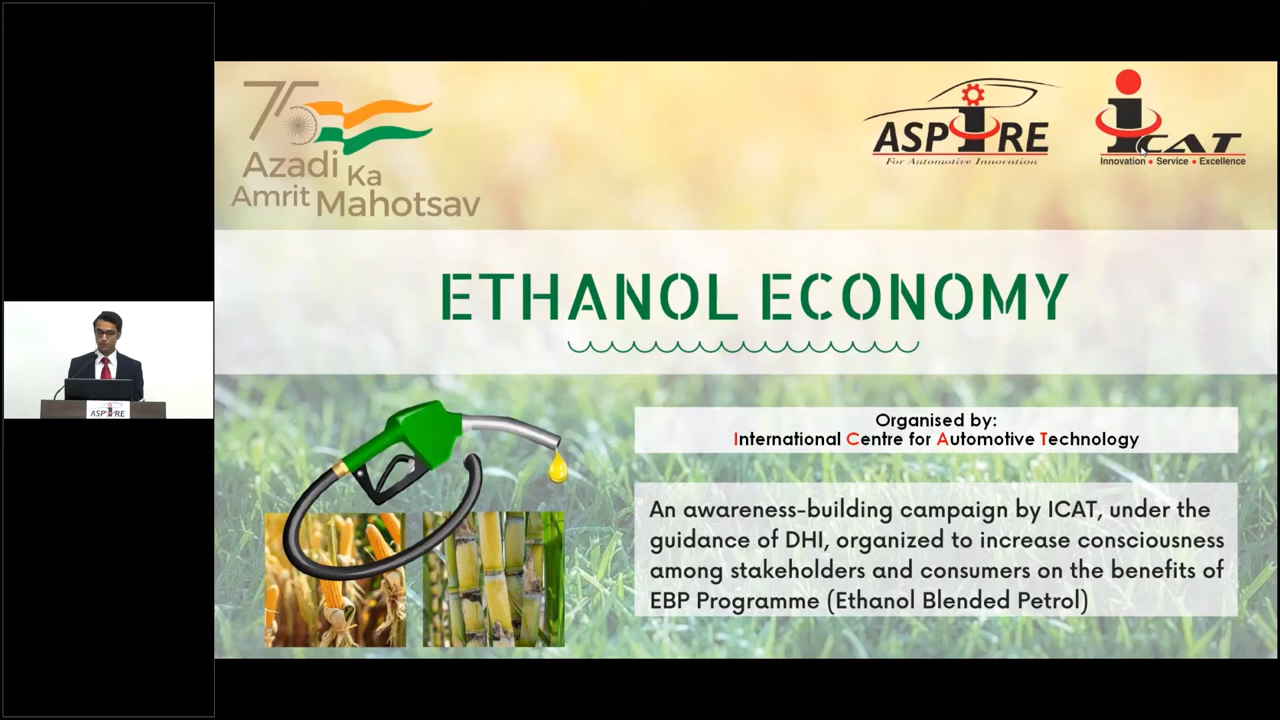 75
Azadi Ka
Amrit Mahotsav
ASPIRE
For Automotive Innovation
iCAT
Innovation • Service • Excellence
ETHANOL ECONOMY
Organised by:
International Centre for Automotive Technology
An awareness-building campaign by ICAT, under the
guidance of DHI, organized to increase consciousness
among stakeholders and consumers on the benefits of
EBP Programme (Ethanol Blended Petrol)
ASPIRE